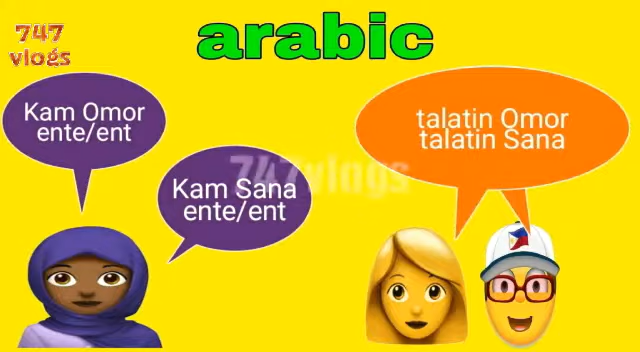 747
vlogs
arabic
Kam Omor
ente/ent
Kam Sana
ente/ent
talatin Omor
talatin Sana
747vlogs